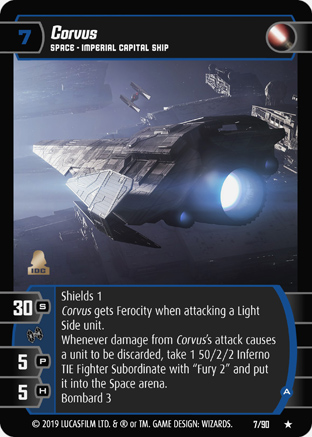 7
Corvus
SPACE - IMPERIAL CAPITAL SHIP
IDC
30 S
5 P
5 H
Shields 1
Corvus gets Ferocity when attacking a Light
Side unit.
Whenever damage from Corvus's attack causes
a unit to be discarded, take 1 50/2/2 Inferno
TIE Fighter Subordinate with "Fury 2" and put
it into the Space arena.
Bombard 3
A
© 2019 LUCASFILM LTD. & ® or TM. GAME DESIGN: WIZARDS.
7/90